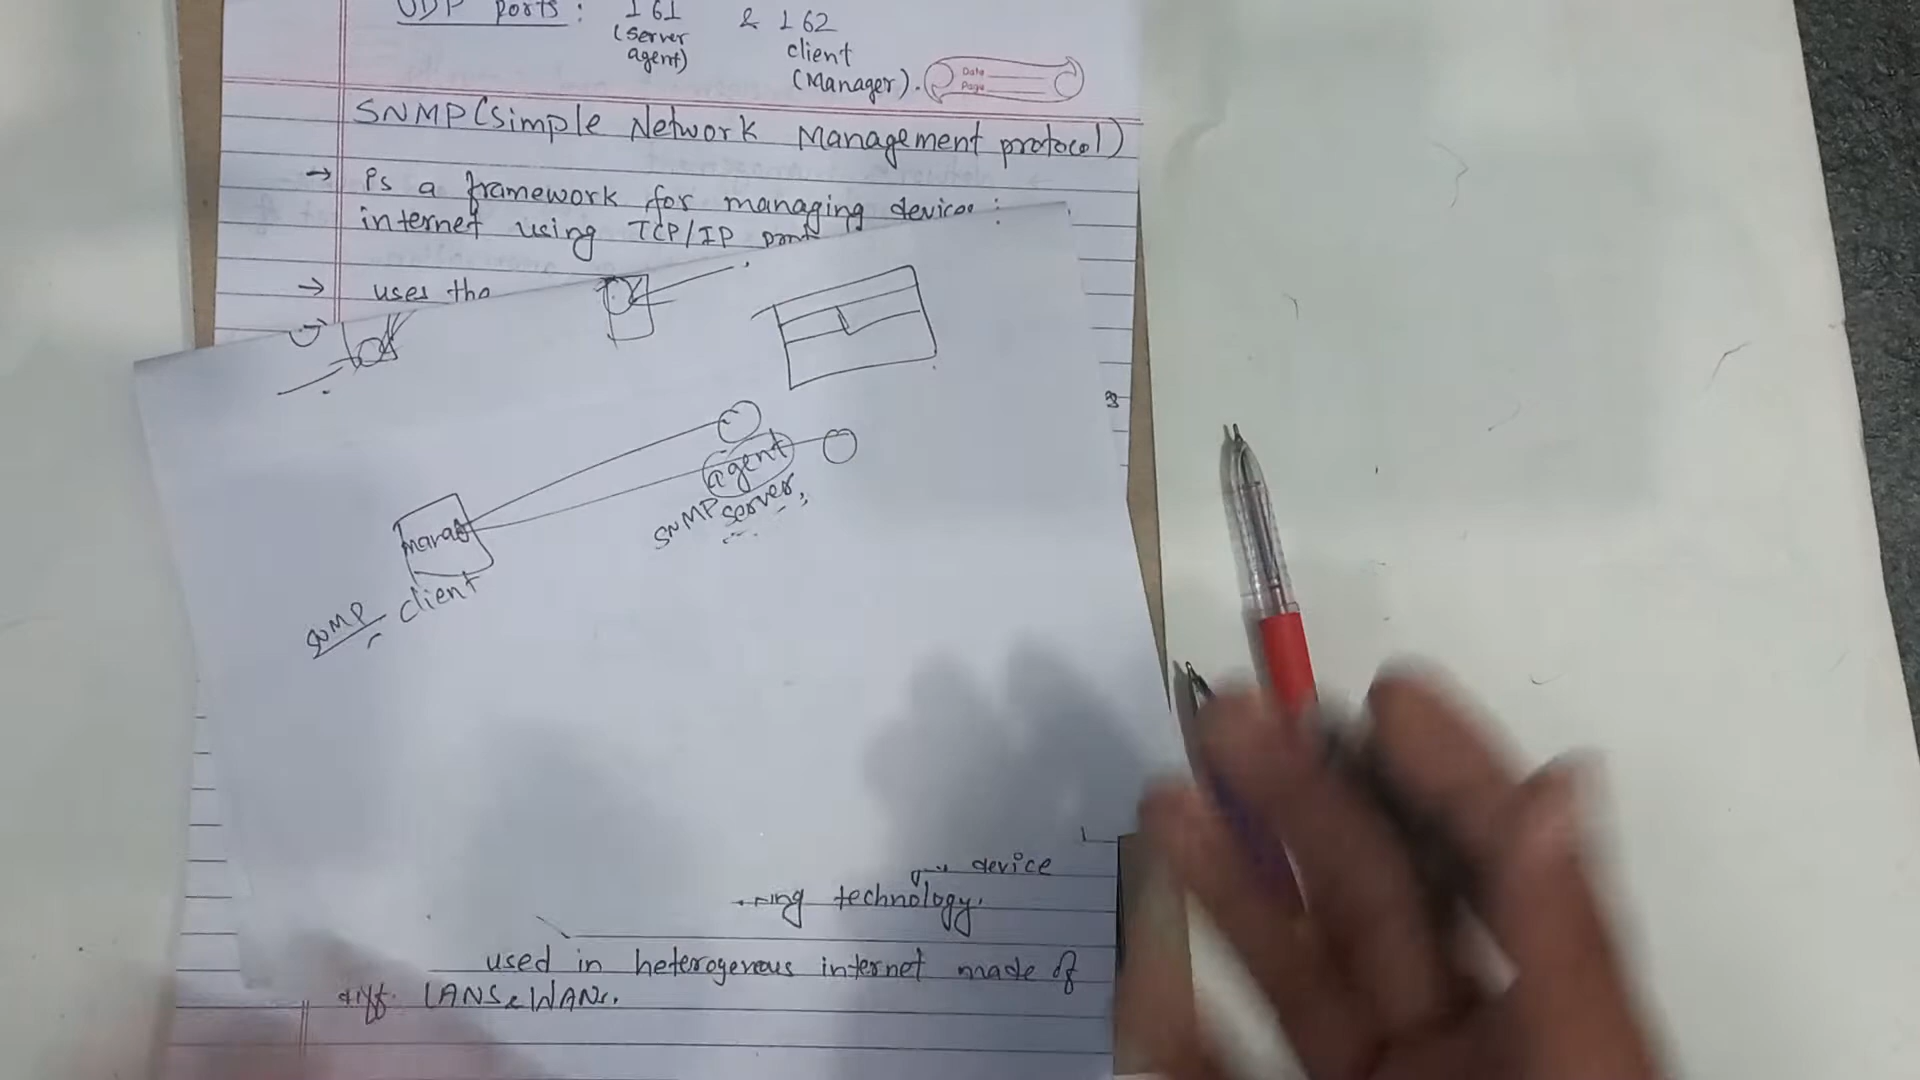 UDP ports : 161 & 162
(server client
agent) (Manager).
Date
Page
SNMP(Simple Network Management protocol)
→ Ps a framework for managing devices
internet using TCP/IP
→ uses the
agent
SNMP server,
SNMP client
device
technology.
used in heterogeneous internet made of
diff. LANS & WANs.